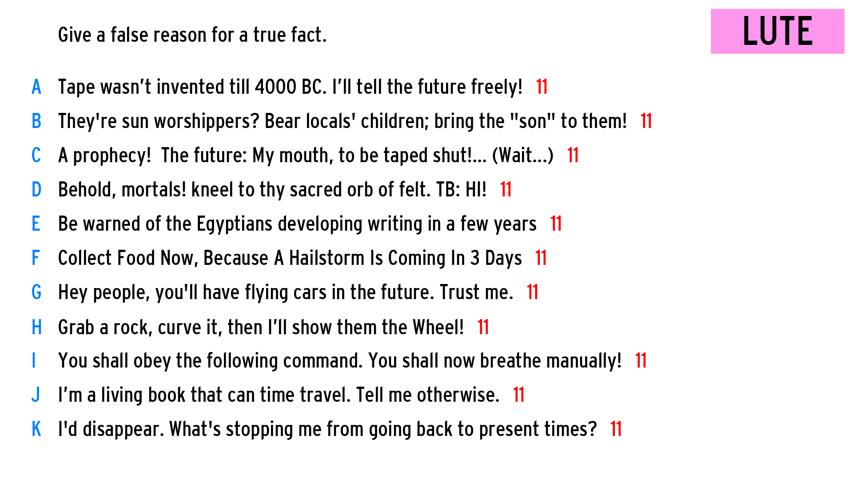 Give a false reason for a true fact.
LUTE
A Tape wasn’t invented till 4000 BC. I’ll tell the future freely! 11
B They're sun worshippers? Bear locals' children; bring the "son" to them! 11
C A prophecy! The future: My mouth, to be taped shut!... (Wait...) 11
D Behold, mortals! kneel to thy sacred orb of felt. TB: HI! 11
E Be warned of the Egyptians developing writing in a few years 11
F Collect Food Now, Because A Hailstorm Is Coming In 3 Days 11
G Hey people, you'll have flying cars in the future. Trust me. 11
H Grab a rock, curve it, then I’ll show them the Wheel! 11
I You shall obey the following command. You shall now breathe manually! 11
J I’m a living book that can time travel. Tell me otherwise. 11
K I'd disappear. What's stopping me from going back to present times? 11